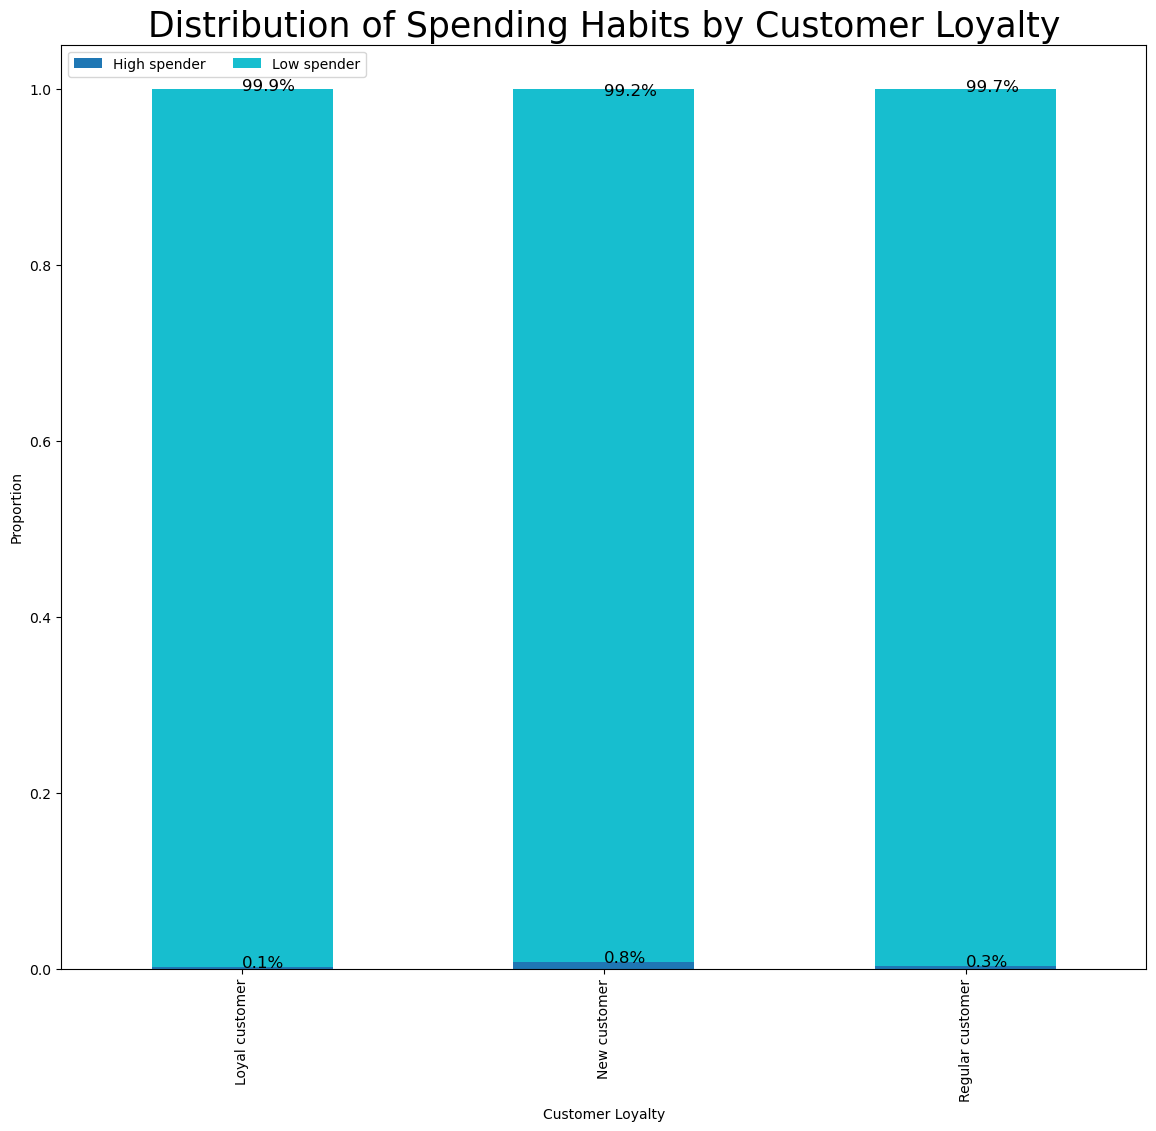 Distribution of Spending Habits by Customer Loyalty
High spender Low spender
99.9% 99.2% 99.7%
1.0
0.8
0.6
0.4
0.2
0.0
Proportion
0.1% 0.8% 0.3%
Loyal customer
New customer
Regular customer
Customer Loyalty